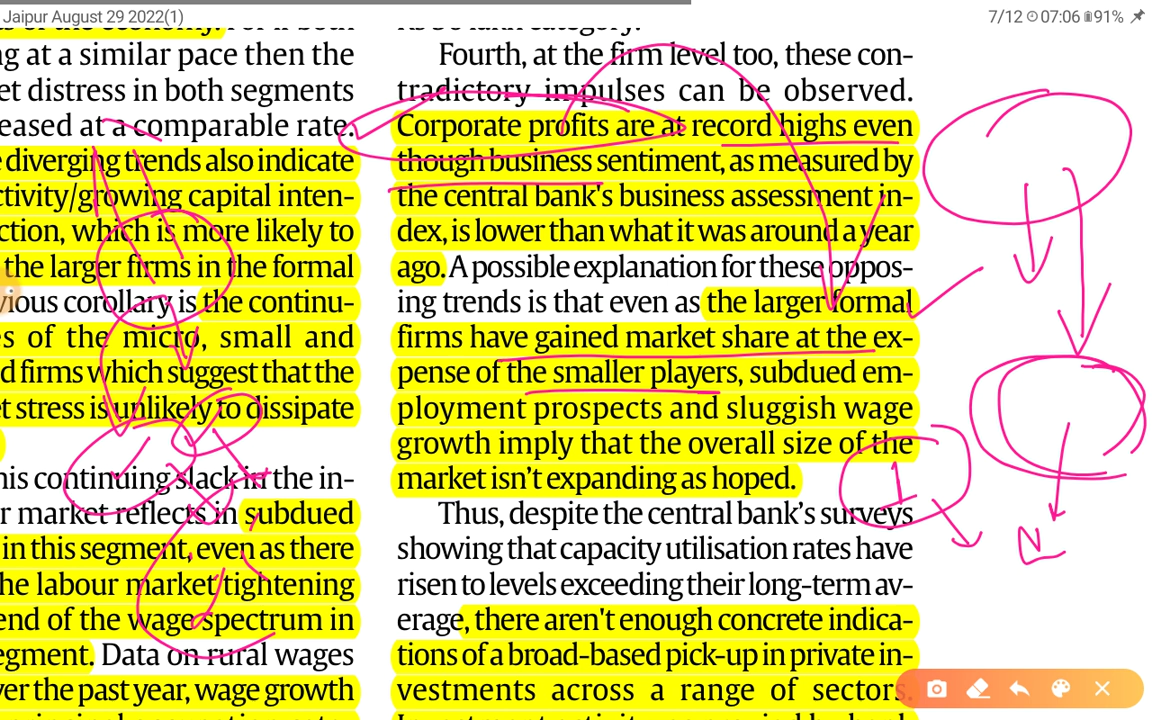 Jaipur August 29 2022(1)
7/12 07:06 91%
g at a similar pace then the
et distress in both segments
eased at a comparable rate.
diverging trends also indicate
ctivity/growing capital inten-
ction, which is more likely to
the larger firms in the formal
vious corollary is the continu-
s of the micro, small and
d firms which suggest that the
t stress is unlikely to dissipate
his continuing slack in the in-
r market reflects in subdued
in this segment, even as there
he labour market tightening
end of the wage spectrum in
egment. Data on rural wages
ver the past year, wage growth
Fourth, at the firm level too, these con-
tradictory impulses can be observed.
Corporate profits are at record highs even
though business sentiment, as measured by
the central bank's business assessment in-
dex, is lower than what it was around a year
ago. A possible explanation for these oppos-
ing trends is that even as the larger formal
firms have gained market share at the ex-
pense of the smaller players, subdued em-
ployment prospects and sluggish wage
growth imply that the overall size of the
market isn't expanding as hoped.
Thus, despite the central bank's surveys
showing that capacity utilisation rates have
risen to levels exceeding their long-term av-
erage, there aren't enough concrete indica-
tions of a broad-based pick-up in private in-
vestments across a range of sectors.
1
N